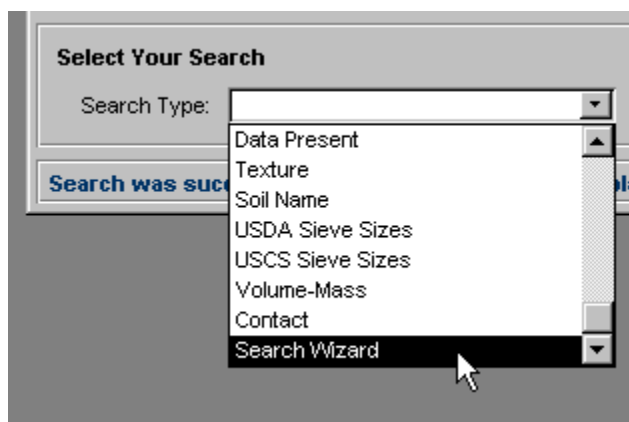 Select Your Search
Search Type:
Data Present
Texture
Soil Name
USDA Sieve Sizes
USCS Sieve Sizes
Volume-Mass
Contact
Search Wizard
Search was